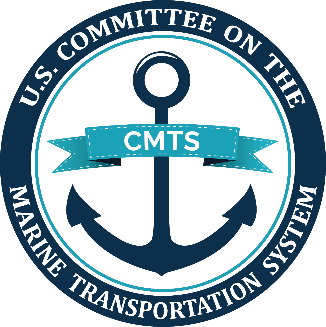 U.S. COMMITTEE ON THE
CMTS
MARINE TRANSPORTATION SYSTEM